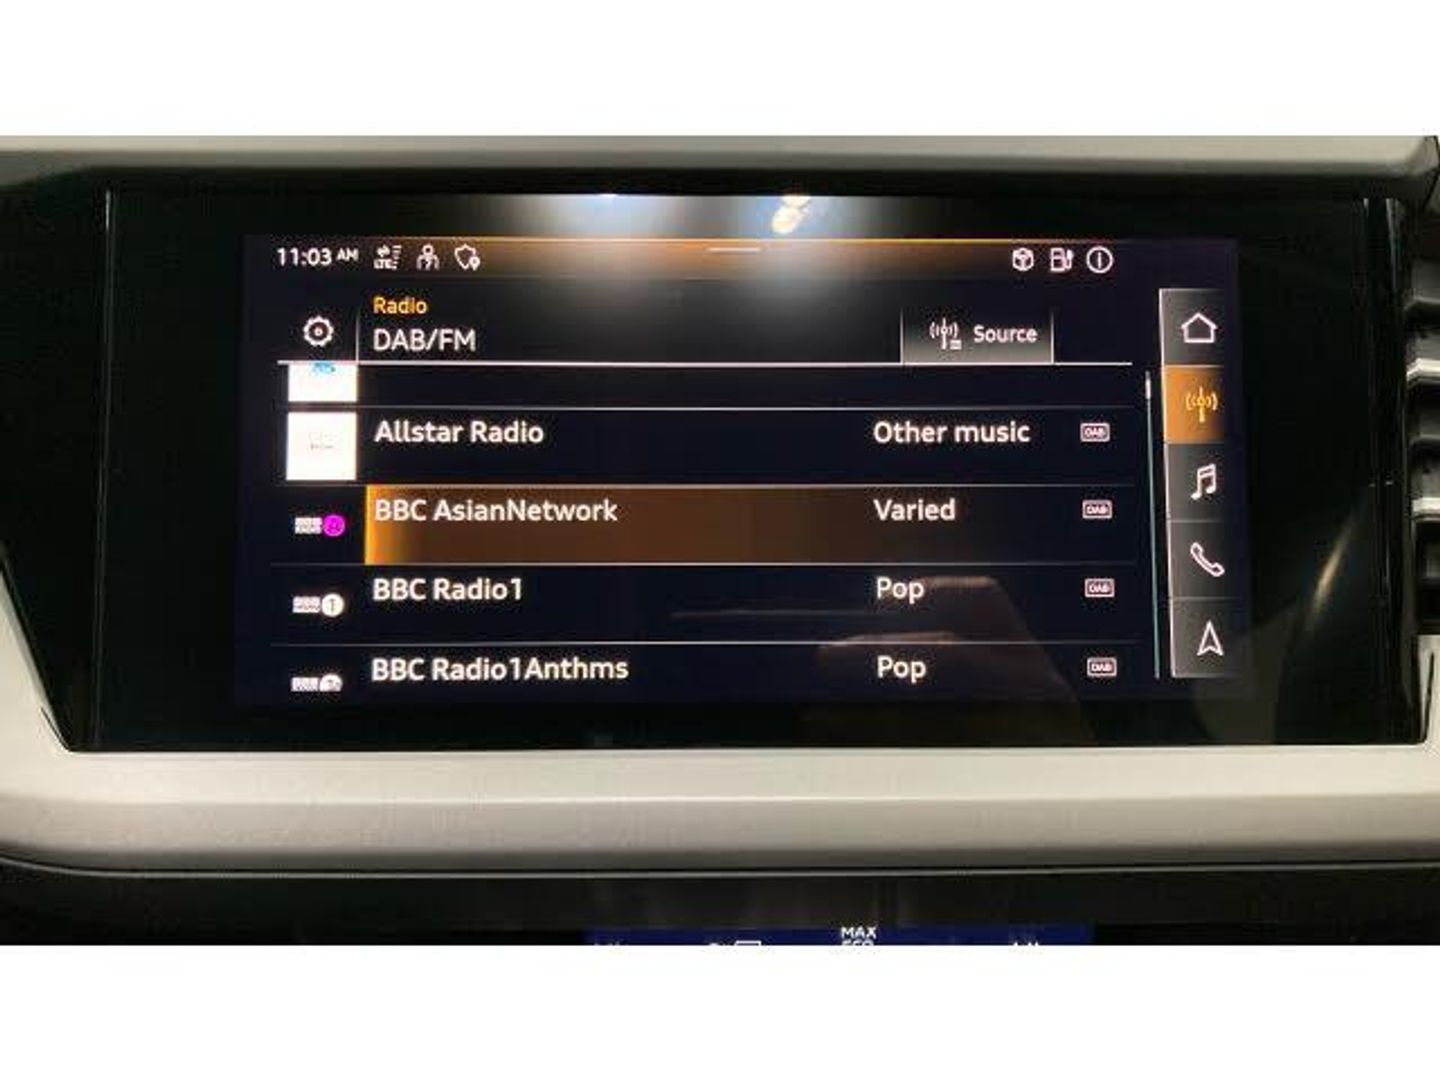 11:03 AM LTE
Radio
DAB/FM
Source
Allstar Radio Other music DAB
BBC AsianNetwork Varied DAB
BBC Radio1 Pop DAB
BBC Radio1Anthms Pop DAB
MAX